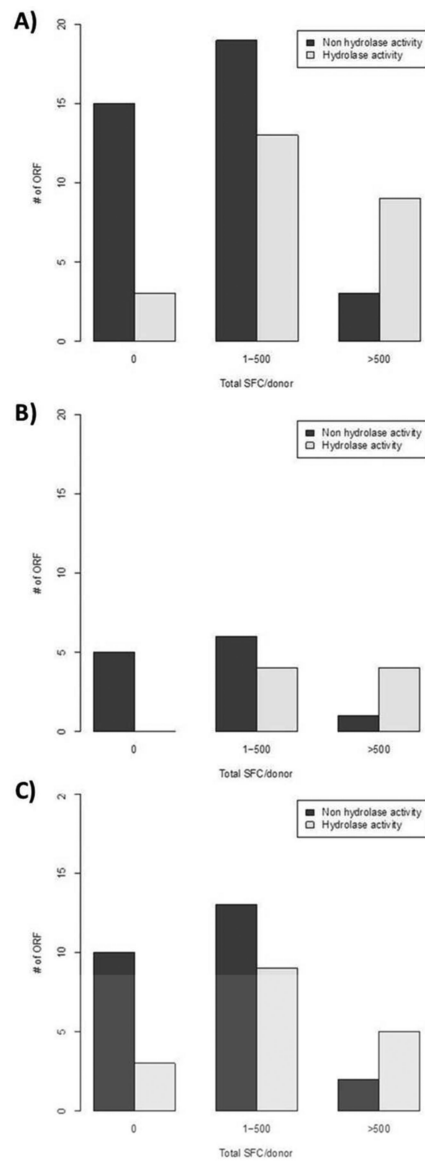 A)
20
15
10
5
0
# of ORF
Non hydrolase activity
Hydrolase activity
0
1-500
>500
Total SFC/donor
B)
20
15
10
5
0
# of ORF
Non hydrolase activity
Hydrolase activity
0
1-500
>500
Total SFC/donor
C)
2
15
10
5
0
# of ORF
Non hydrolase activity
Hydrolase activity
0
1-500
>500
Total SFC/donor